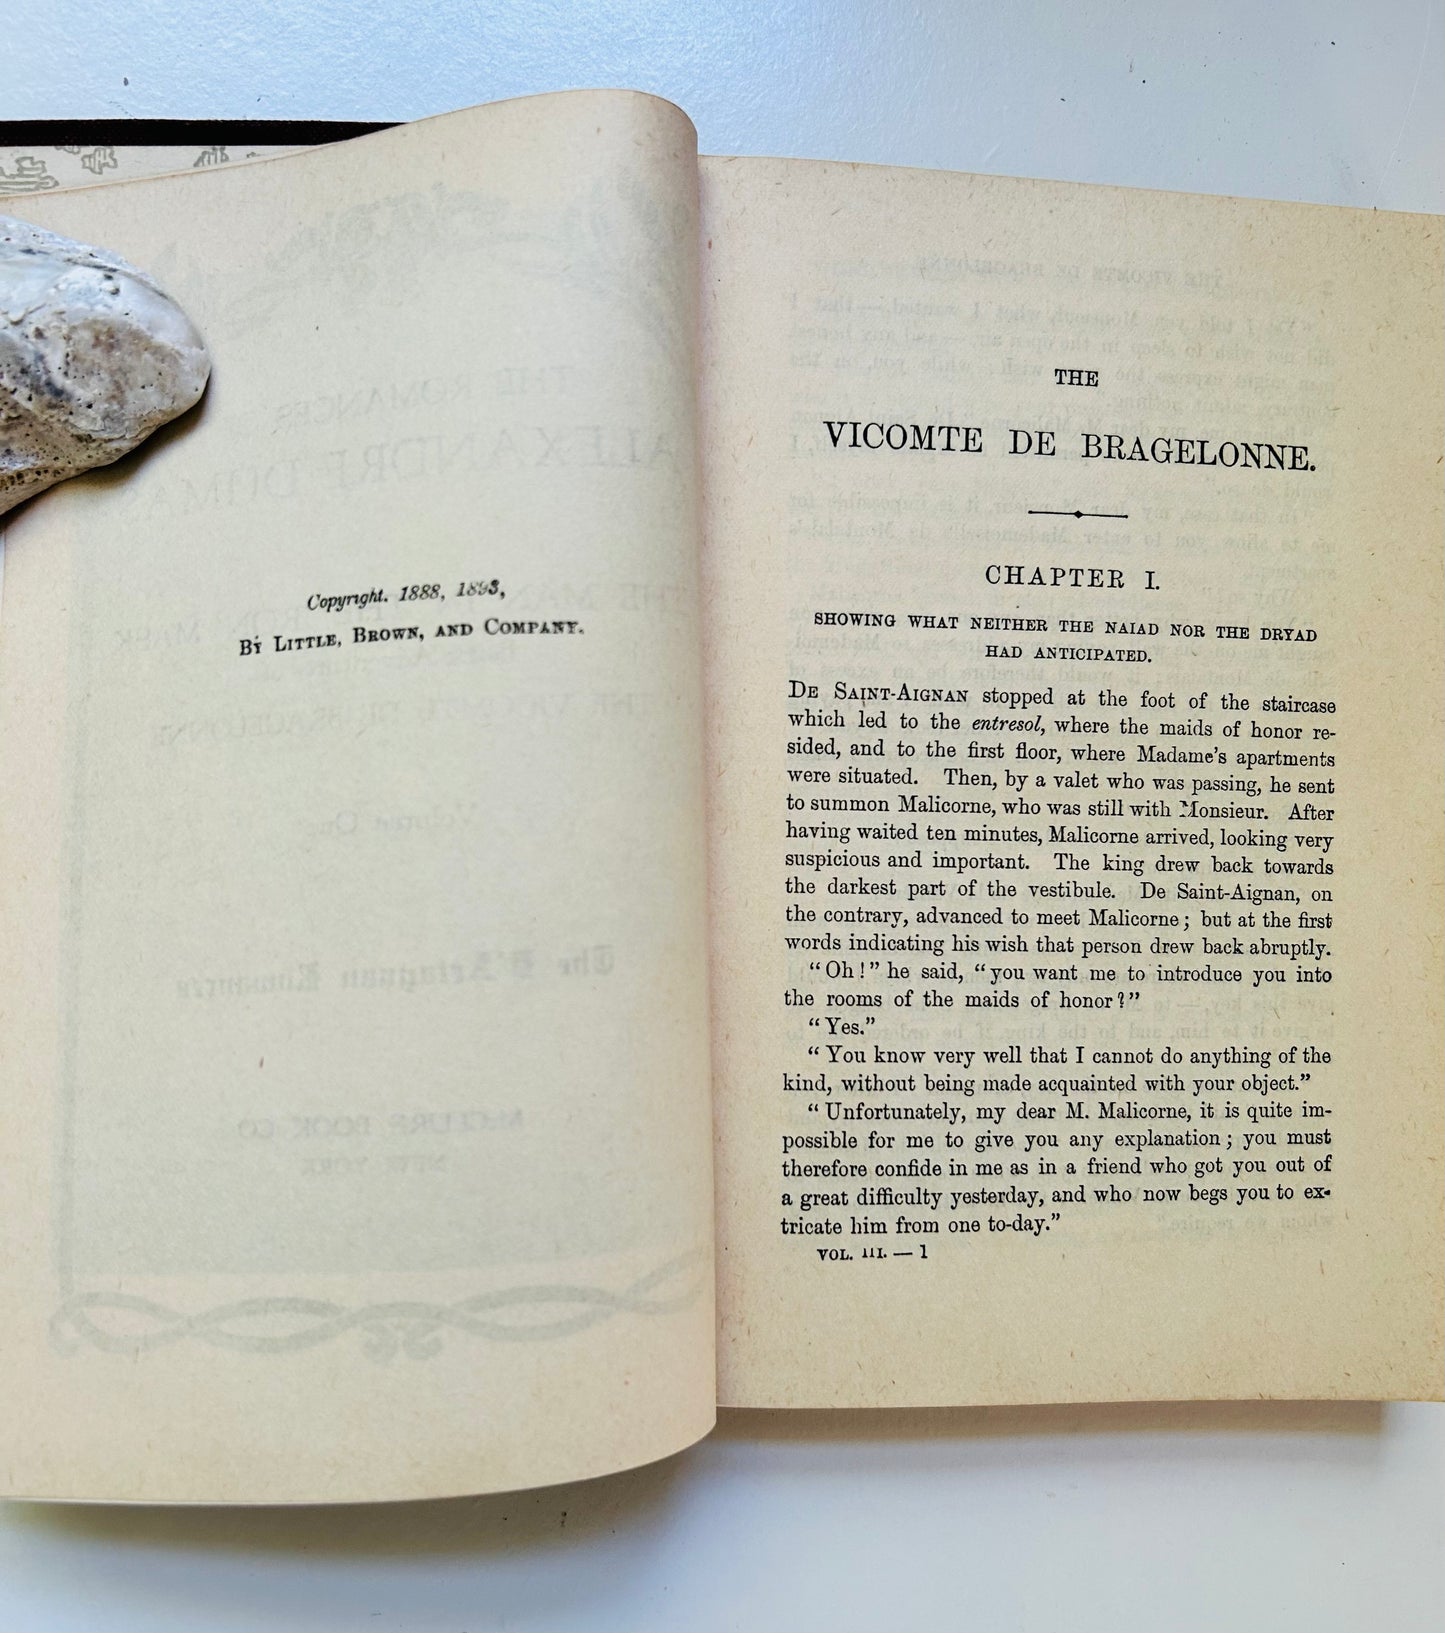 Copyright. 1888, 1893,
By Little, Brown, and Company.
THE
VICOMTE DE BRAGELONNE.
CHAPTER I.
SHOWING WHAT NEITHER THE NAIAD NOR THE DRYAD
HAD ANTICIPATED.
De Saint-Aignan stopped at the foot of the staircase
which led to the entresol, where the maids of honor re-
sided, and to the first floor, where Madame's apartments
were situated. Then, by a valet who was passing, he sent
to summon Malicorne, who was still with Monsieur. After
having waited ten minutes, Malicorne arrived, looking very
suspicious and important. The king drew back towards
the darkest part of the vestibule. De Saint-Aignan, on
the contrary, advanced to meet Malicorne; but at the first
words indicating his wish that person drew back abruptly.
"Oh!" he said, "you want me to introduce you into
the rooms of the maids of honor?"
"Yes."
"You know very well that I cannot do anything of the
kind, without being made acquainted with your object."
"Unfortunately, my dear M. Malicorne, it is quite im-
possible for me to give you any explanation; you must
therefore confide in me as in a friend who got you out of
a great difficulty yesterday, and who now begs you to ex-
tricate him from one to-day."
VOL. III. — 1